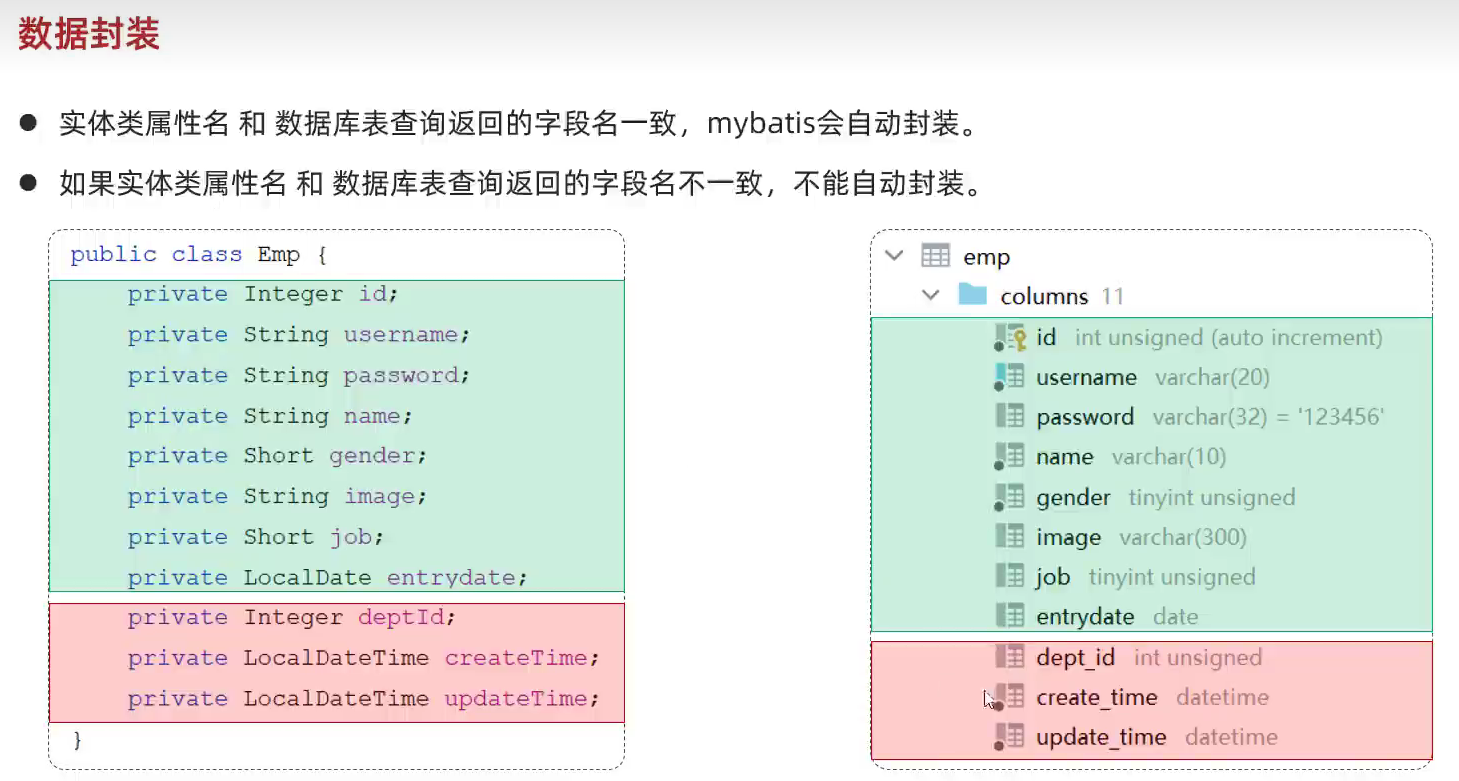 数据封装
● 实体类属性名 和 数据库表查询返回的字段名一致，mybatis会自动封装。
● 如果实体类属性名 和 数据库表查询返回的字段名不一致，不能自动封装。
public class Emp {
private Integer id;
private String username;
private String password;
private String name;
private Short gender;
private String image;
private Short job;
private LocalDate entrydate;
private Integer deptId;
private LocalDateTime createTime;
private LocalDateTime updateTime;
}
emp
columns 11
id int unsigned (auto increment)
username varchar(20)
password varchar(32) = '123456'
name varchar(10)
gender tinyint unsigned
image varchar(300)
job tinyint unsigned
entrydate date
dept_id int unsigned
create_time datetime
update_time datetime